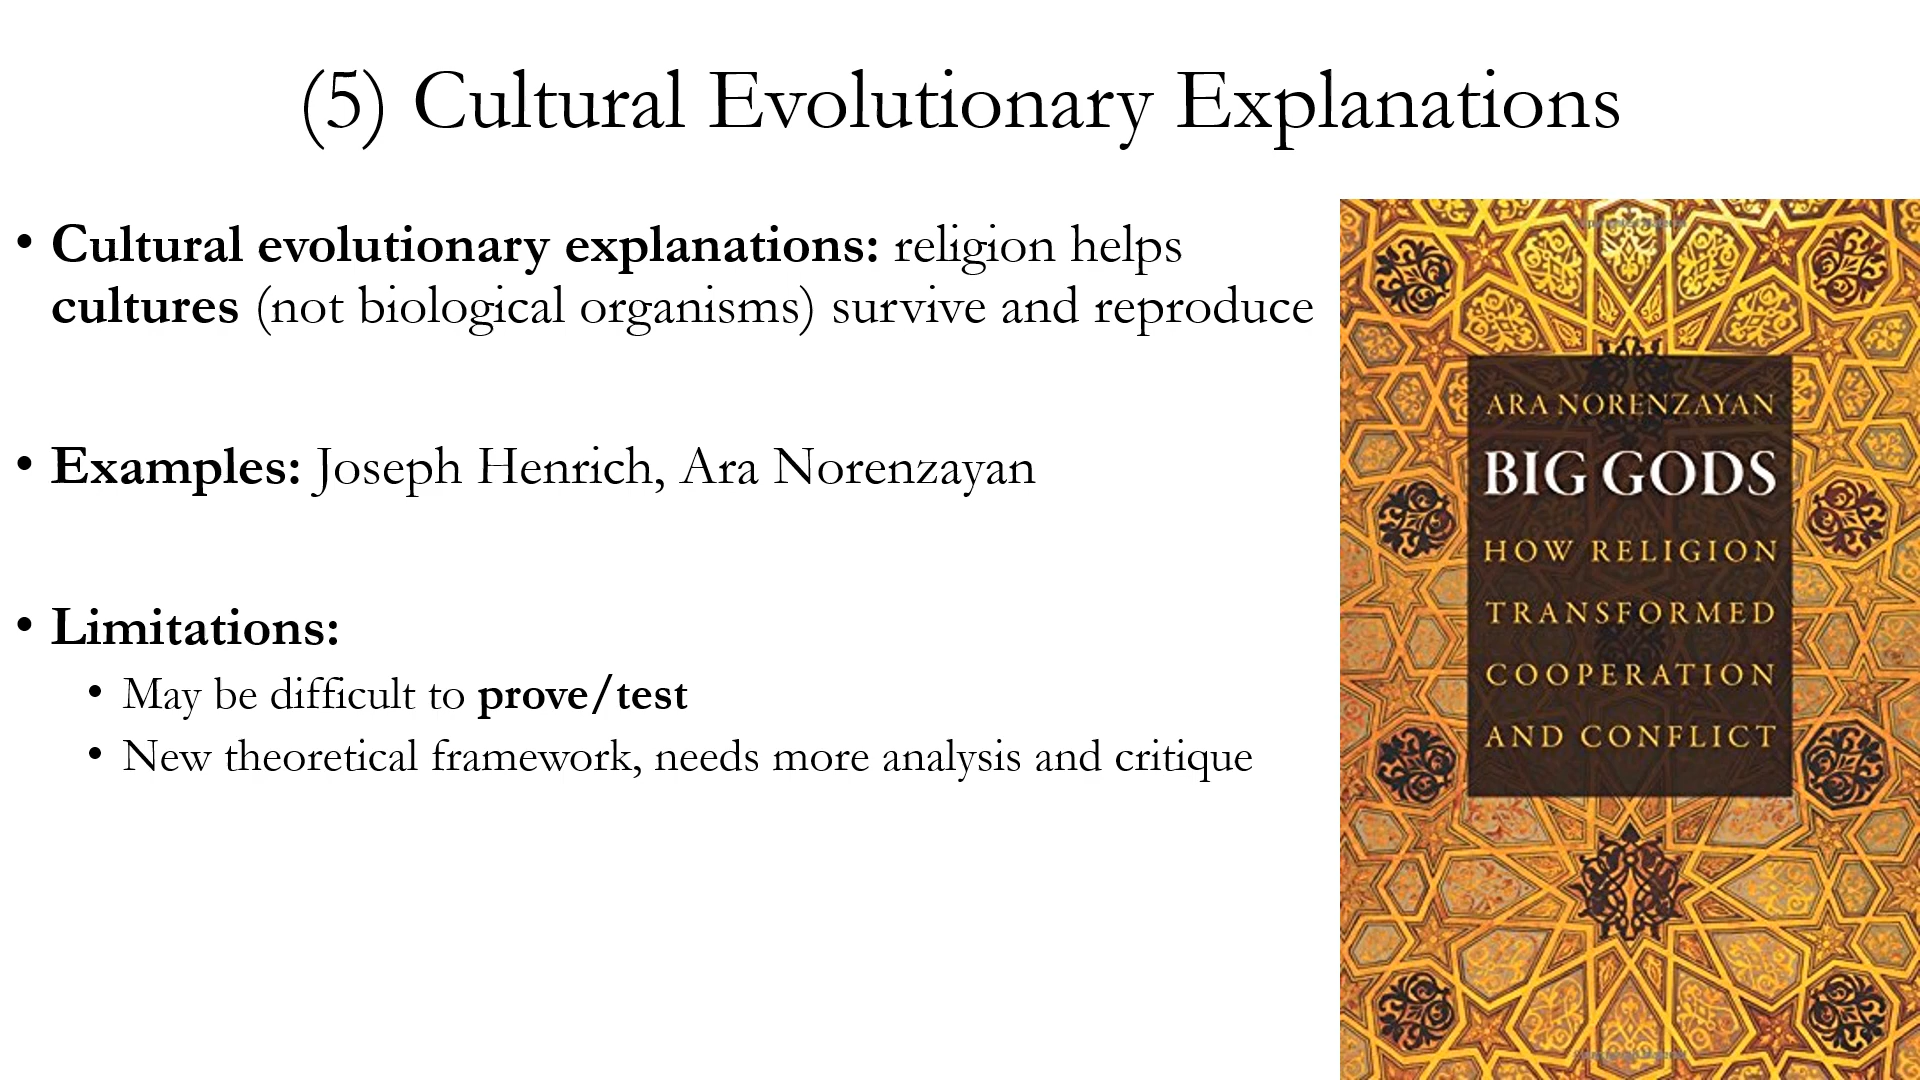 (5) Cultural Evolutionary Explanations
• Cultural evolutionary explanations: religion helps
cultures (not biological organisms) survive and reproduce
• Examples: Joseph Henrich, Ara Norenzayan
• Limitations:
• May be difficult to prove/test
• New theoretical framework, needs more analysis and critique
ARA NORENZAYAN
BIG GODS
HOW RELIGION
TRANSFORMED
COOPERATION
AND CONFLICT